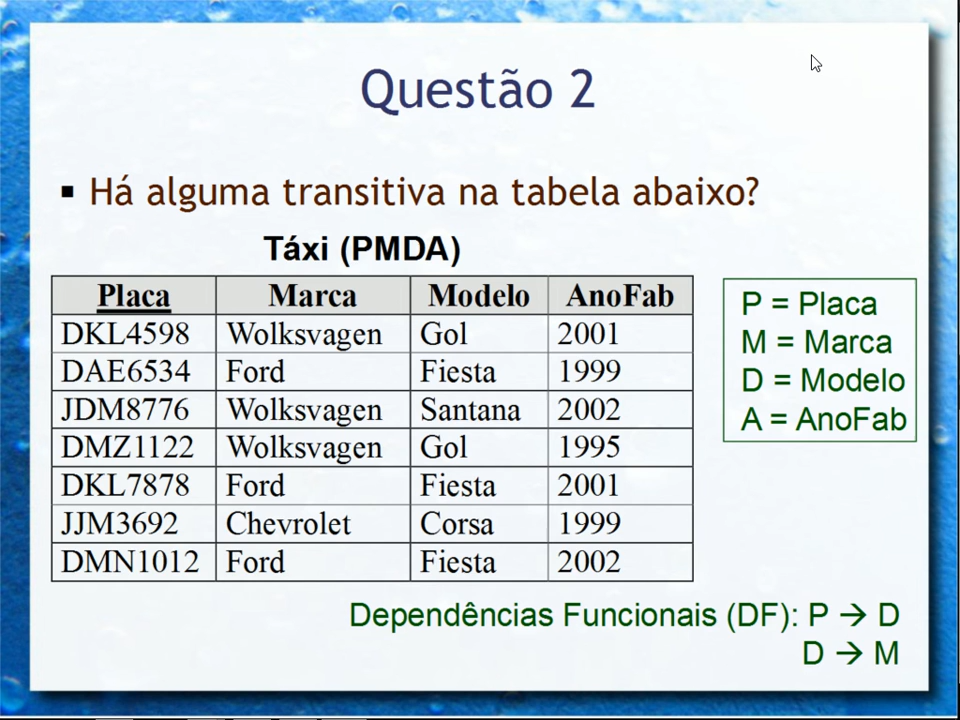 Questão 2
▪ Há alguma transitiva na tabela abaixo?
Táxi (PMDA)
Placa Marca Modelo AnoFab
DKL4598 Wolksvagen Gol 2001
DAE6534 Ford Fiesta 1999
JDM8776 Wolksvagen Santana 2002
DMZ1122 Wolksvagen Gol 1995
DKL7878 Ford Fiesta 2001
JJM3692 Chevrolet Corsa 1999
DMN1012 Ford Fiesta 2002
P = Placa
M = Marca
D = Modelo
A = AnoFab
Dependências Funcionais (DF): P → D
D → M